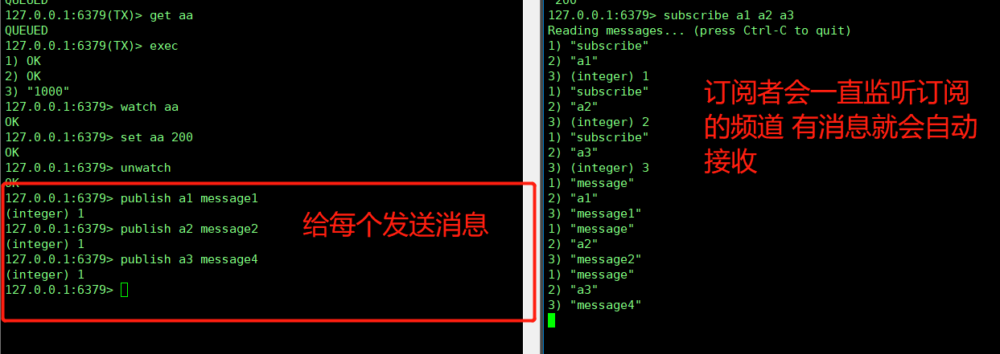 QUEUED
127.0.0.1:6379(TX)> get aa
QUEUED
127.0.0.1:6379(TX)> exec
1) OK
2) OK
3) "1000"
127.0.0.1:6379> watch aa
OK
127.0.0.1:6379> set aa 200
OK
127.0.0.1:6379> unwatch
OK
127.0.0.1:6379> publish a1 message1
(integer) 1
127.0.0.1:6379> publish a2 message2
(integer) 1
127.0.0.1:6379> publish a3 message4
(integer) 1
127.0.0.1:6379>
给每个发送消息
"200"
127.0.0.1:6379> subscribe a1 a2 a3
Reading messages... (press Ctrl-C to quit)
1) "subscribe"
2) "a1"
3) (integer) 1
1) "subscribe"
2) "a2"
3) (integer) 2
1) "subscribe"
2) "a3"
3) (integer) 3
1) "message"
2) "a1"
3) "message1"
1) "message"
2) "a2"
3) "message2"
1) "message"
2) "a3"
3) "message4"
订阅者会一直监听订阅
的频道 有消息就会自动
接收